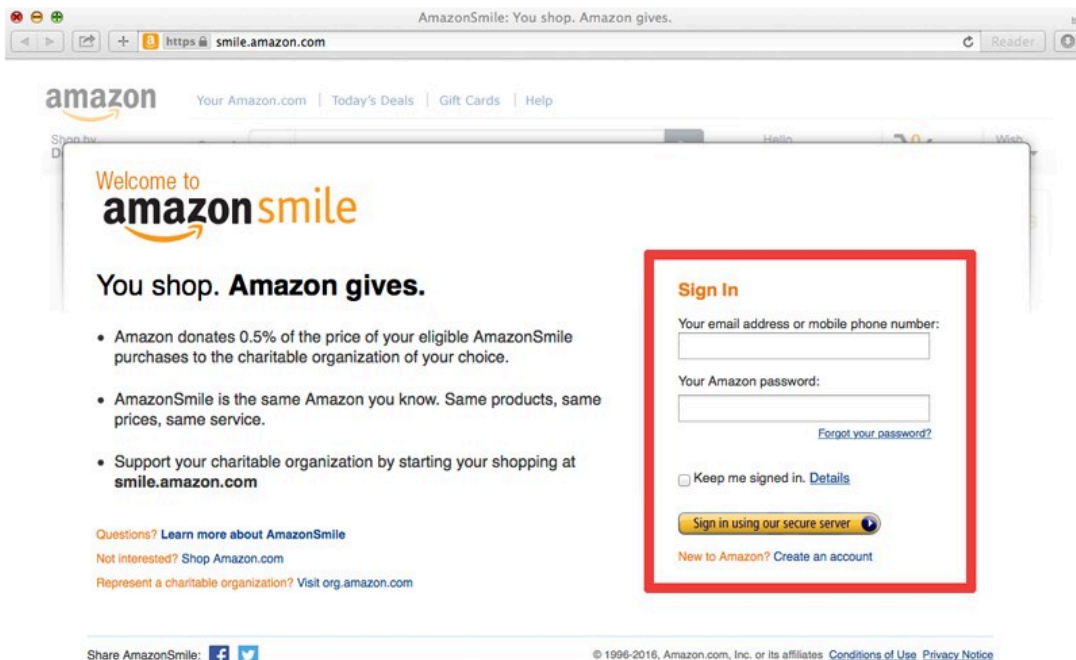 AmazonSmile: You shop. Amazon gives.
https smile.amazon.com
Reader
amazon
Your Amazon.com | Today's Deals | Gift Cards | Help
Shop by
Hello
Wish
Welcome to
amazonsmile
You shop. Amazon gives.
• Amazon donates 0.5% of the price of your eligible AmazonSmile
purchases to the charitable organization of your choice.
• AmazonSmile is the same Amazon you know. Same products, same
prices, same service.
• Support your charitable organization by starting your shopping at
smile.amazon.com
Questions? Learn more about AmazonSmile
Not interested? Shop Amazon.com
Represent a charitable organization? Visit org.amazon.com
Sign In
Your email address or mobile phone number:
Your Amazon password:
Forgot your password?
Keep me signed in. Details
Sign in using our secure server
New to Amazon? Create an account
Share AmazonSmile:
© 1996-2016, Amazon.com, Inc. or its affiliates Conditions of Use Privacy Notice